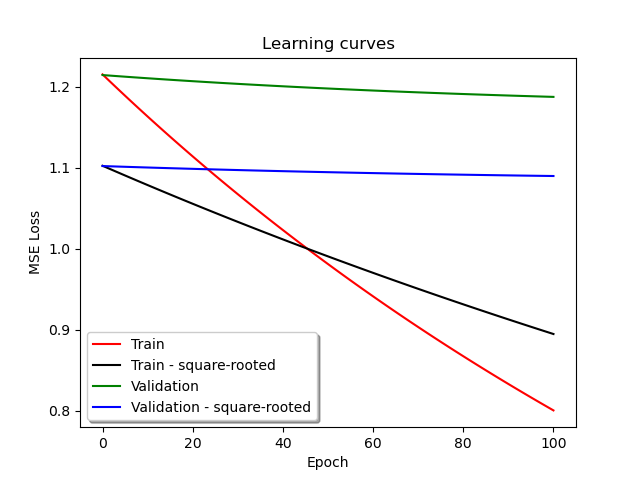 Learning curves
MSE Loss
1.2
1.1
1.0
0.9
0.8
Train
Train - square-rooted
Validation
Validation - square-rooted
0 20 40 60 80 100
Epoch